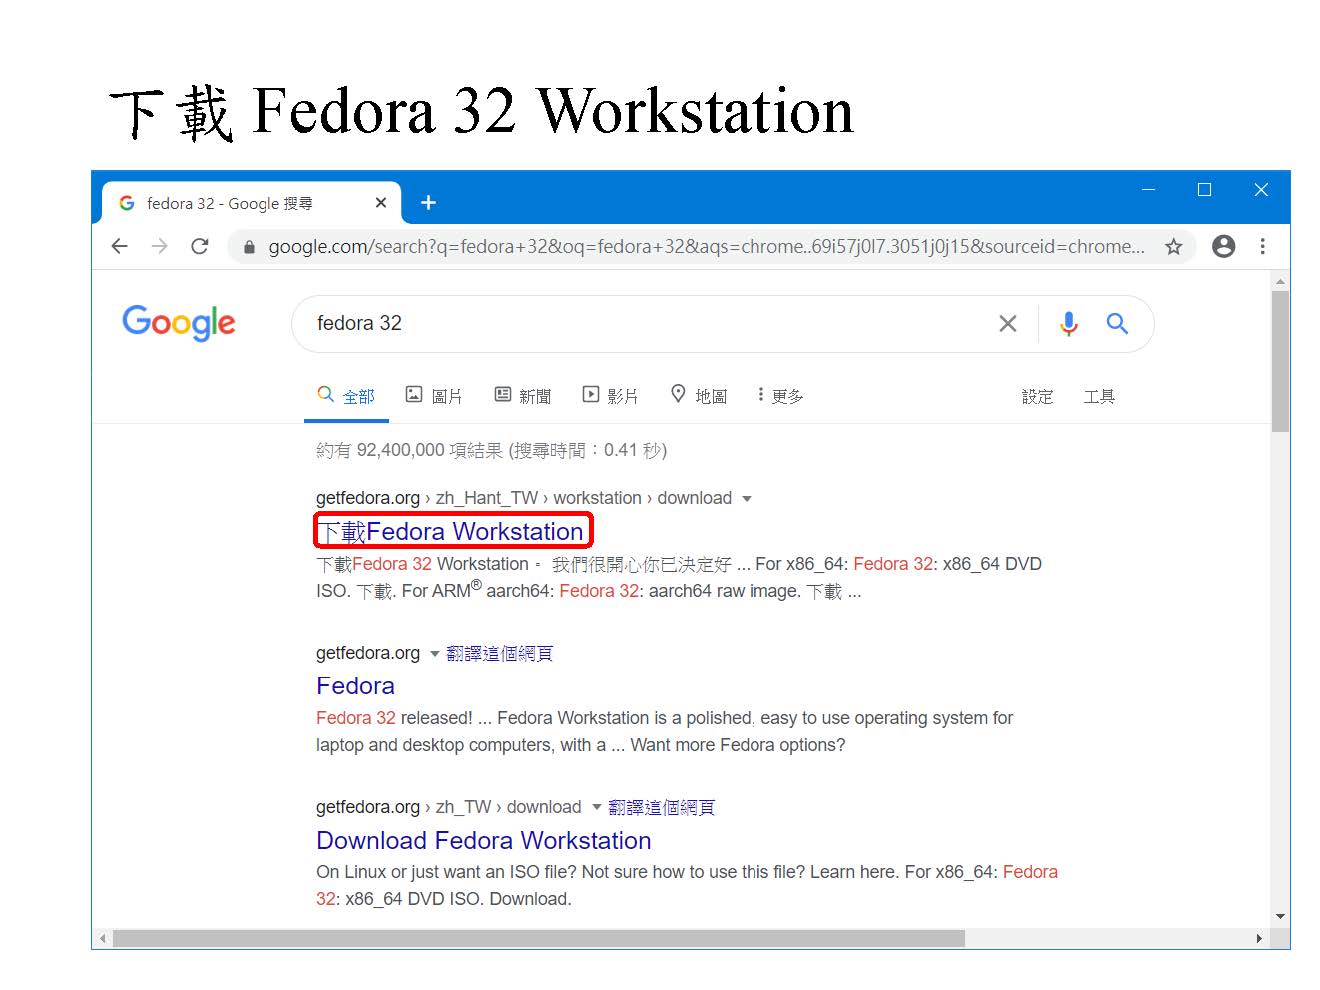 下載 Fedora 32 Workstation
fedora 32 - Google 搜尋
google.com/search?q=fedora+32&oq=fedora+32&aqs=chrome..69i57j0l7.3051j0j15&sourceid=chrome...
Google
fedora 32
全部 圖片 新聞 影片 地圖 更多 設定 工具
約有 92,400,000 項結果 (搜尋時間：0.41 秒)
getfedora.org › zh_Hant_TW › workstation › download
下載Fedora Workstation
下載Fedora 32 Workstation。 我們很開心你已決定好 ... For x86_64: Fedora 32: x86_64 DVD
ISO. 下載. For ARM® aarch64: Fedora 32: aarch64 raw image. 下載 ...
getfedora.org 翻譯這個網頁
Fedora
Fedora 32 released! ... Fedora Workstation is a polished, easy to use operating system for
laptop and desktop computers, with a ... Want more Fedora options?
getfedora.org › zh_TW › download 翻譯這個網頁
Download Fedora Workstation
On Linux or just want an ISO file? Not sure how to use this file? Learn here. For x86_64: Fedora
32: x86_64 DVD ISO. Download.